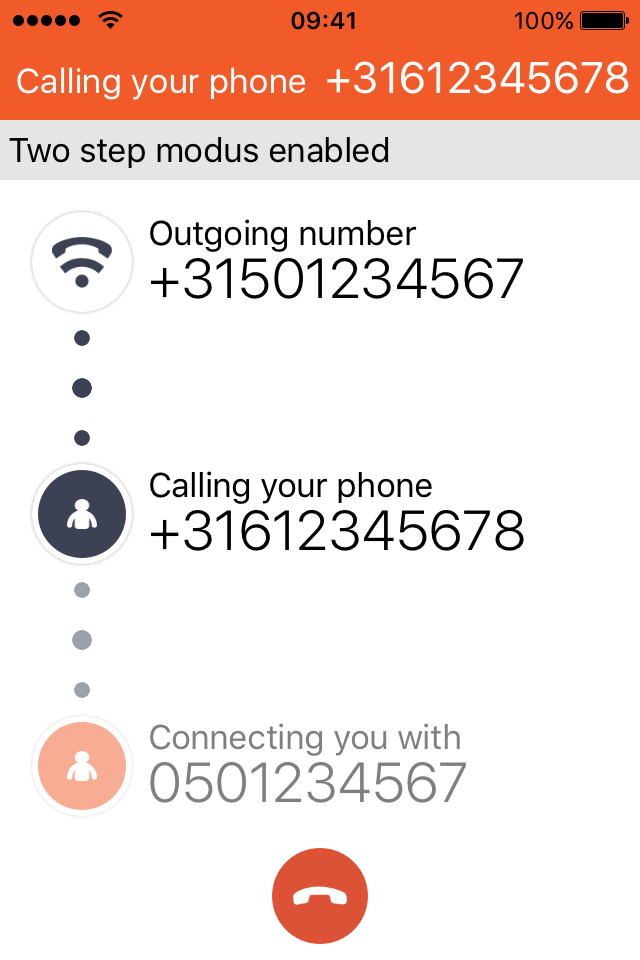 09:41 100%
Calling your phone +31612345678
Two step modus enabled
Outgoing number
+31501234567
Calling your phone
+31612345678
Connecting you with
0501234567